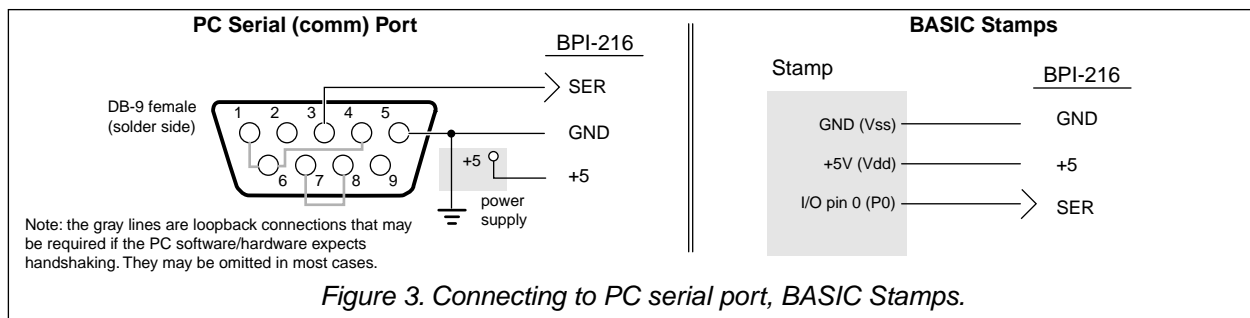 PC Serial (comm) Port
BPI-216
SER
DB-9 female
(solder side)
1 2 3 4 5
6 7 8 9
GND
+5
+5
power
supply
Note: the gray lines are loopback connections that may
be required if the PC software/hardware expects
handshaking. They may be omitted in most cases.
BASIC Stamps
Stamp
BPI-216
GND (Vss)
GND
+5V (Vdd)
+5
I/O pin 0 (P0)
SER
Figure 3. Connecting to PC serial port, BASIC Stamps.